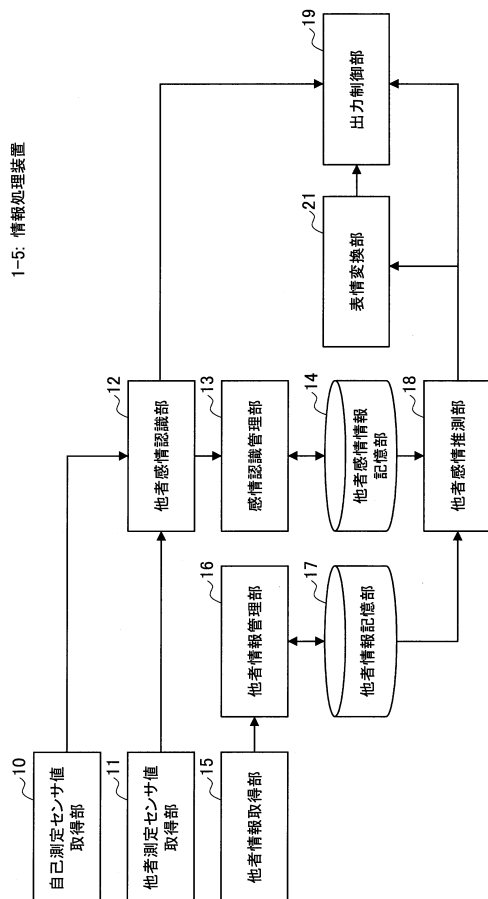 1-5: 情報処理装置
10
自己測定センサ値
取得部
11
他者測定センサ値
取得部
15
他者情報取得部
16
他者情報管理部
17
他者情報記憶部
12
他者感情認識部
13
感情認識管理部
14
他者感情情報
記憶部
18
他者感情推測部
21
表情変換部
19
出力制御部